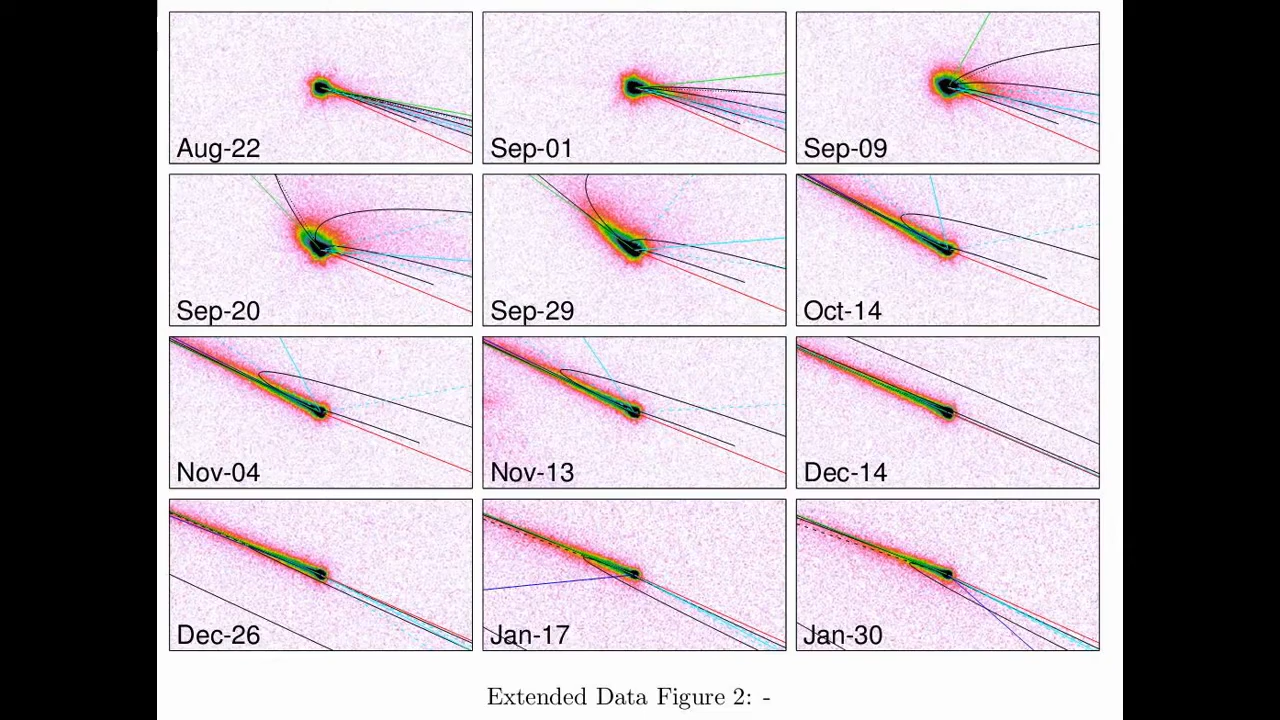 Aug-22
Sep-01
Sep-09
Sep-20
Sep-29
Oct-14
Nov-04
Nov-13
Dec-14
Dec-26
Jan-17
Jan-30
Extended Data Figure 2: -